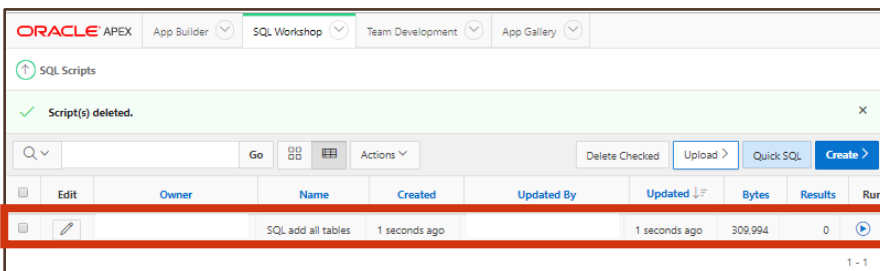 ORACLE APEX App Builder SQL Workshop Team Development App Gallery
SQL Scripts
Script(s) deleted.
Go Actions Delete Checked Upload Quick SQL Create
Edit Owner Name Created Updated By Updated Bytes Results Run
SQL add all tables 1 seconds ago 1 seconds ago 309,994 0
1 - 1